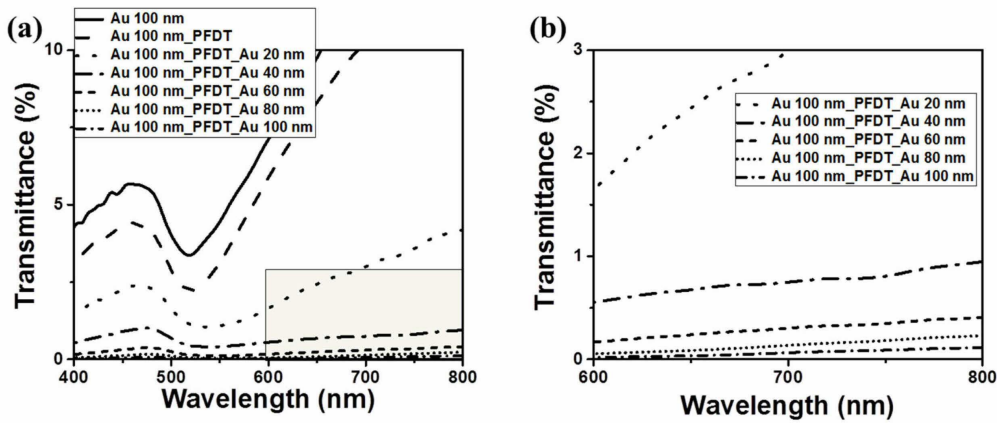 (a)
Au 100 nm
Au 100 nm_PFDT
Au 100 nm_PFDT_Au 20 nm
Au 100 nm_PFDT_Au 40 nm
Au 100 nm_PFDT_Au 60 nm
Au 100 nm_PFDT_Au 80 nm
Au 100 nm_PFDT_Au 100 nm
Transmittance (%)
10
5
0
400
500
600
700
800
Wavelength (nm)
(b)
Au 100 nm_PFDT_Au 20 nm
Au 100 nm_PFDT_Au 40 nm
Au 100 nm_PFDT_Au 60 nm
Au 100 nm_PFDT_Au 80 nm
Au 100 nm_PFDT_Au 100 nm
Transmittance (%)
3
2
1
0
600
700
800
Wavelength (nm)